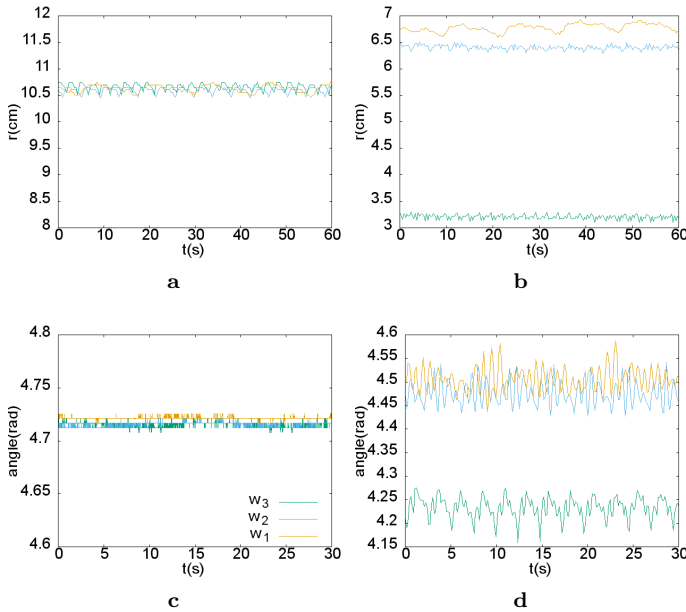 12
11.5
11
10.5
10
9.5
9
8.5
8
r(cm)
0 10 20 30 40 50 60
t(s)
a
7
6.5
6
5.5
5
4.5
4
3.5
3
r(cm)
0 10 20 30 40 50 60
t(s)
b
4.8
4.75
4.7
4.65
4.6
angle(rad)
w3
w2
w1
0 5 10 15 20 25 30
t(s)
c
4.6
4.55
4.5
4.45
4.4
4.35
4.3
4.25
4.2
4.15
angle(rad)
0 5 10 15 20 25 30
t(s)
d